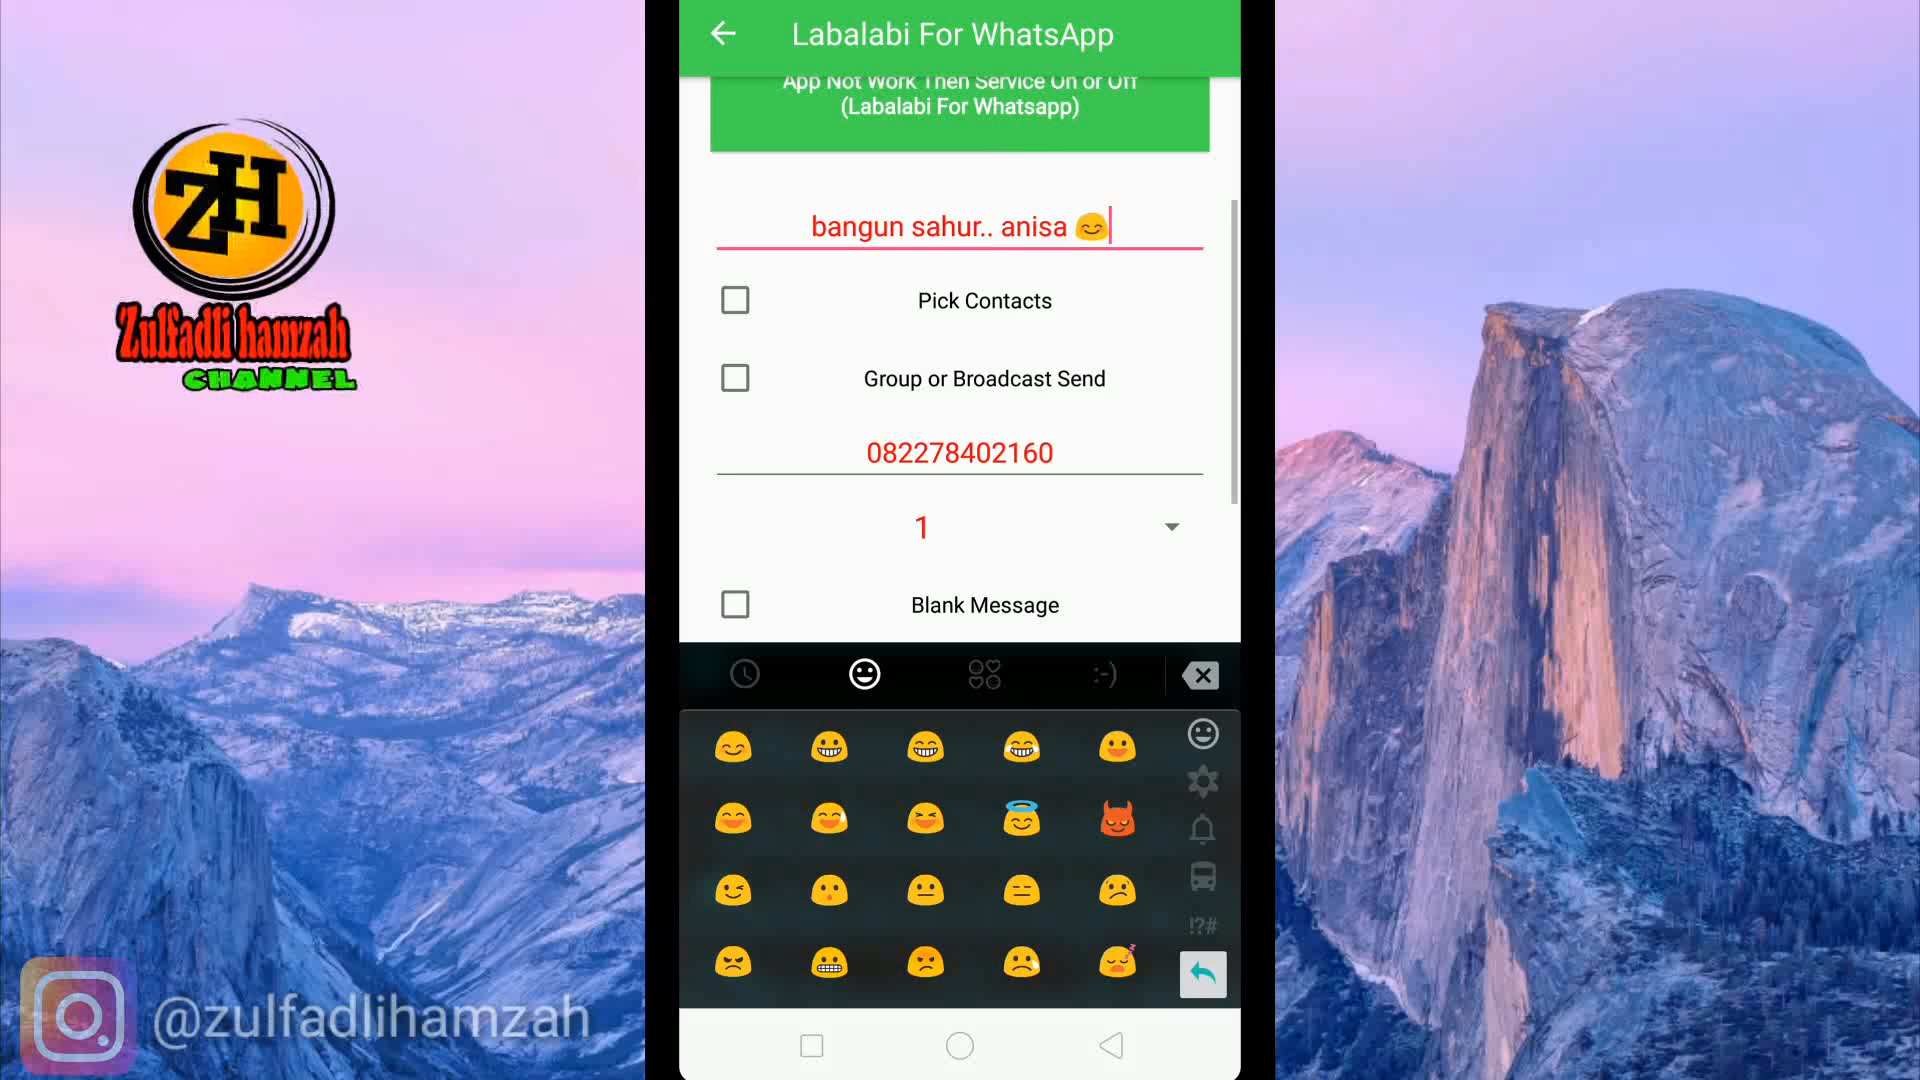 ZH
Zulfadli hamzah
CHANNEL
@zulfadlihamzah
Labalabi For WhatsApp
App Not Work Then Service On or Off
(Labalabi For Whatsapp)
bangun sahur.. anisa 😊
Pick Contacts
Group or Broadcast Send
082278402160
1
Blank Message
:-)
!?#